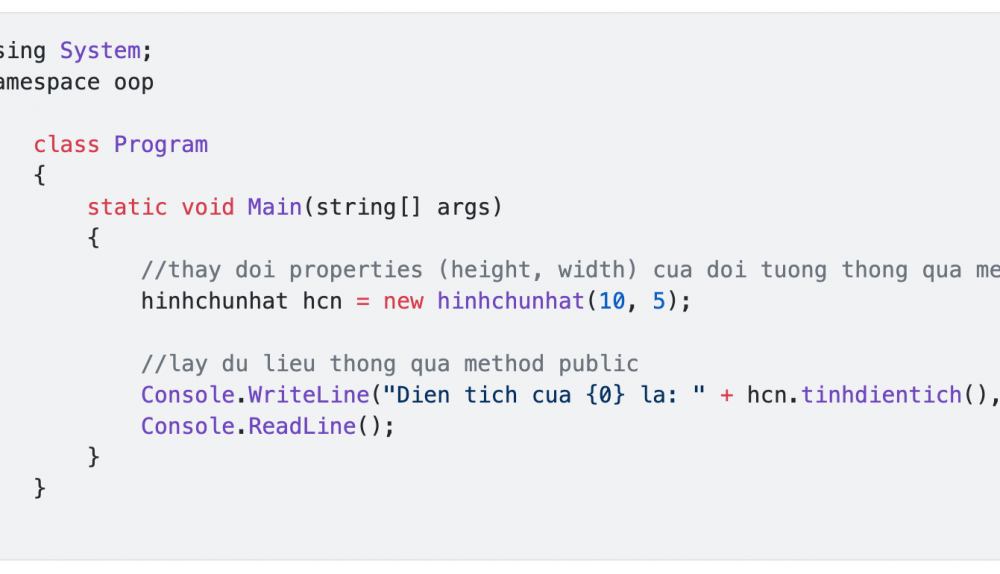 sing System;
amespace oop
class Program
{
static void Main(string[] args)
{
//thay doi properties (height, width) cua doi tuong thong qua me
hinhchunhat hcn = new hinhchunhat(10, 5);
//lay du lieu thong qua method public
Console.WriteLine("Dien tich cua {0} la: " + hcn.tinhdientich(),
Console.ReadLine();
}
}